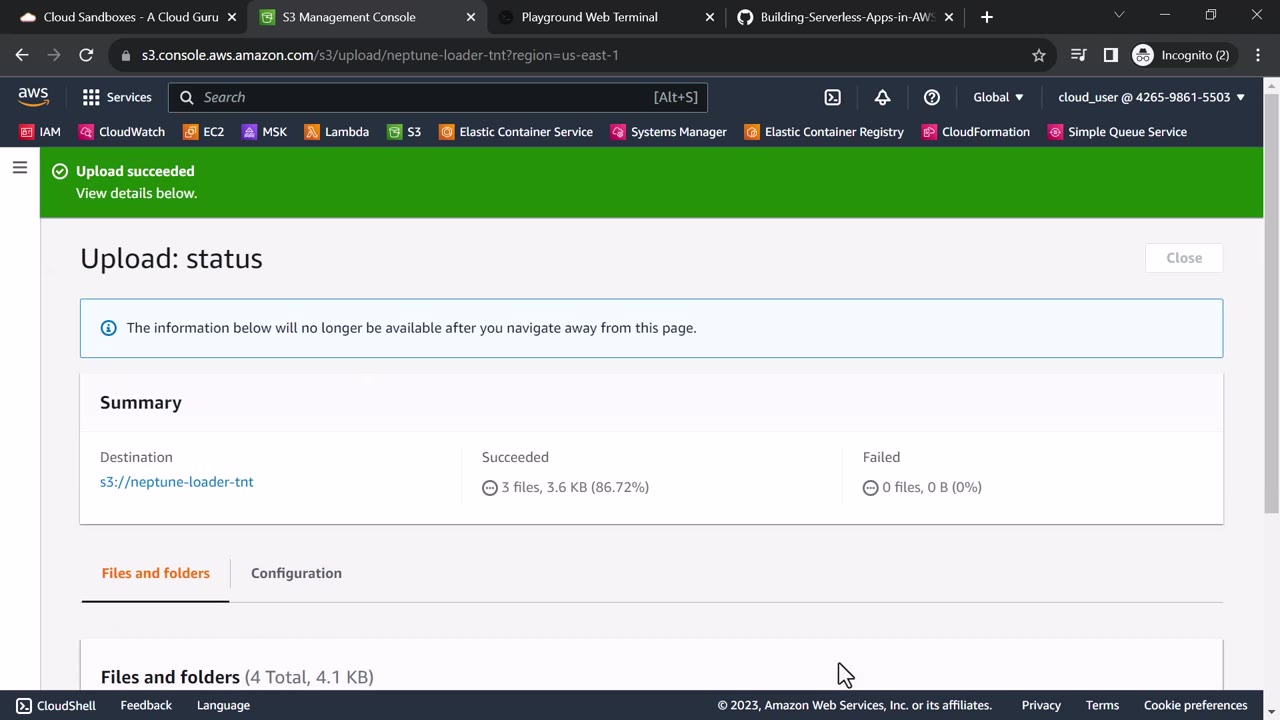 Cloud Sandboxes - A Cloud Guru
S3 Management Console
Playground Web Terminal
Building-Serverless-Apps-in-AWS
s3.console.aws.amazon.com/s3/upload/neptune-loader-tnt?region=us-east-1
Incognito (2)
aws
Services
Search
[Alt+S]
Global
cloud_user @ 4265-9861-5503
IAM
CloudWatch
EC2
MSK
Lambda
S3
Elastic Container Service
Systems Manager
Elastic Container Registry
CloudFormation
Simple Queue Service
Upload succeeded
View details below.
Upload: status
Close
The information below will no longer be available after you navigate away from this page.
Summary
Destination
s3://neptune-loader-tnt
Succeeded
3 files, 3.6 KB (86.72%)
Failed
0 files, 0 B (0%)
Files and folders
Configuration
Files and folders (4 Total, 4.1 KB)
CloudShell
Feedback
Language
© 2023, Amazon Web Services, Inc. or its affiliates.
Privacy
Terms
Cookie preferences